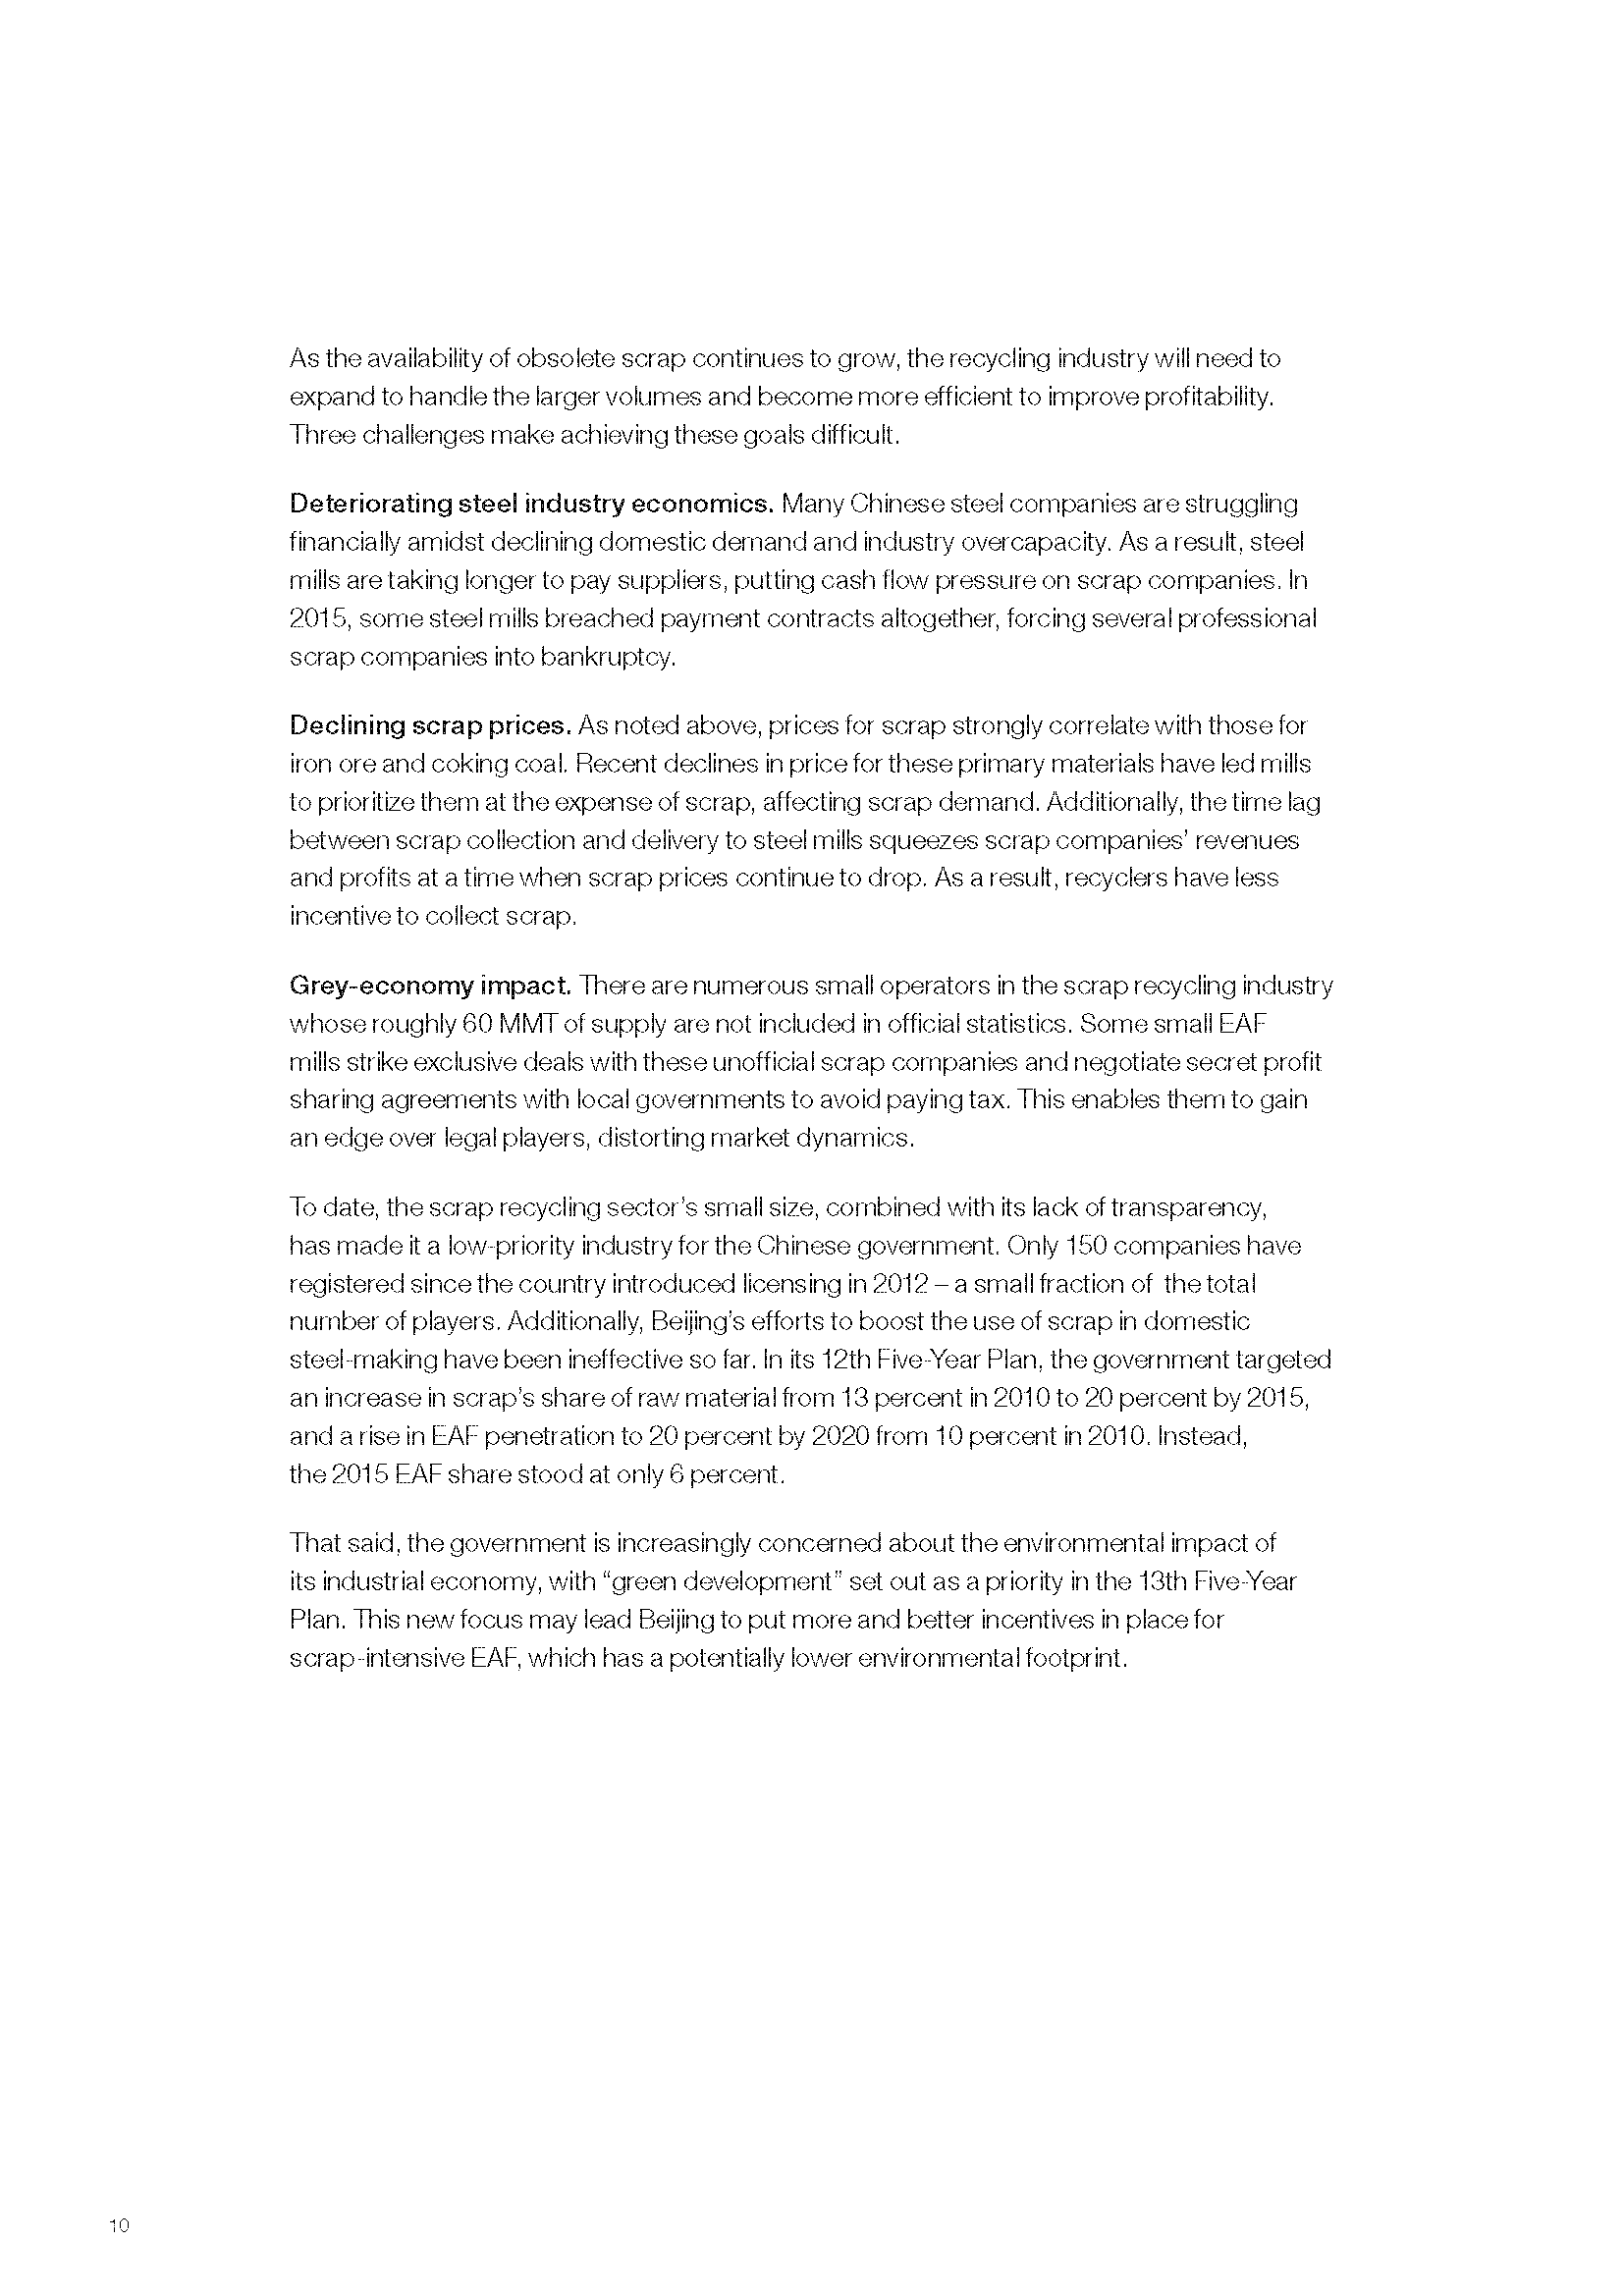 As the availability of obsolete scrap continues to grow, the recycling industry will need to
expand to handle the larger volumes and become more efficient to improve profitability.
Three challenges make achieving these goals difficult.
Deteriorating steel industry economics. Many Chinese steel companies are struggling
financially amidst declining domestic demand and industry overcapacity. As a result, steel
mills are taking longer to pay suppliers, putting cash flow pressure on scrap companies. In
2015, some steel mills breached payment contracts altogether, forcing several professional
scrap companies into bankruptcy.
Declining scrap prices. As noted above, prices for scrap strongly correlate with those for
iron ore and coking coal. Recent declines in price for these primary materials have led mills
to prioritize them at the expense of scrap, affecting scrap demand. Additionally, the time lag
between scrap collection and delivery to steel mills squeezes scrap companies’ revenues
and profits at a time when scrap prices continue to drop. As a result, recyclers have less
incentive to collect scrap.
Grey-economy impact. There are numerous small operators in the scrap recycling industry
whose roughly 60 MMT of supply are not included in official statistics. Some small EAF
mills strike exclusive deals with these unofficial scrap companies and negotiate secret profit
sharing agreements with local governments to avoid paying tax. This enables them to gain
an edge over legal players, distorting market dynamics.
To date, the scrap recycling sector’s small size, combined with its lack of transparency,
has made it a low-priority industry for the Chinese government. Only 150 companies have
registered since the country introduced licensing in 2012 – a small fraction of the total
number of players. Additionally, Beijing’s efforts to boost the use of scrap in domestic
steel-making have been ineffective so far. In its 12th Five-Year Plan, the government targeted
an increase in scrap’s share of raw material from 13 percent in 2010 to 20 percent by 2015,
and a rise in EAF penetration to 20 percent by 2020 from 10 percent in 2010. Instead,
the 2015 EAF share stood at only 6 percent.
That said, the government is increasingly concerned about the environmental impact of
its industrial economy, with “green development” set out as a priority in the 13th Five-Year
Plan. This new focus may lead Beijing to put more and better incentives in place for
scrap-intensive EAF, which has a potentially lower environmental footprint.
10